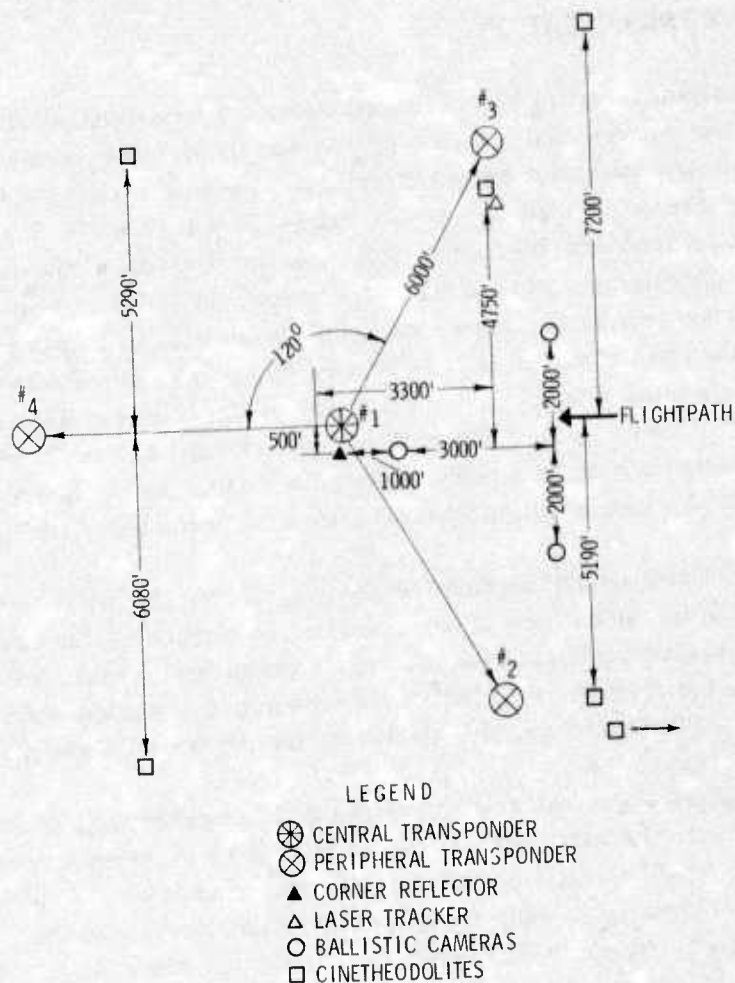 #3
7200'
5290'
6000'
4750'
120°
3300'
2000'
#4
#1
FLIGHTPATH
500'
3000'
1000'
2000'
5190'
6080'
#2
LEGEND
CENTRAL TRANSPONDER
PERIPHERAL TRANSPONDER
CORNER REFLECTOR
LASER TRACKER
BALLISTIC CAMERAS
CINETHEODOLITES